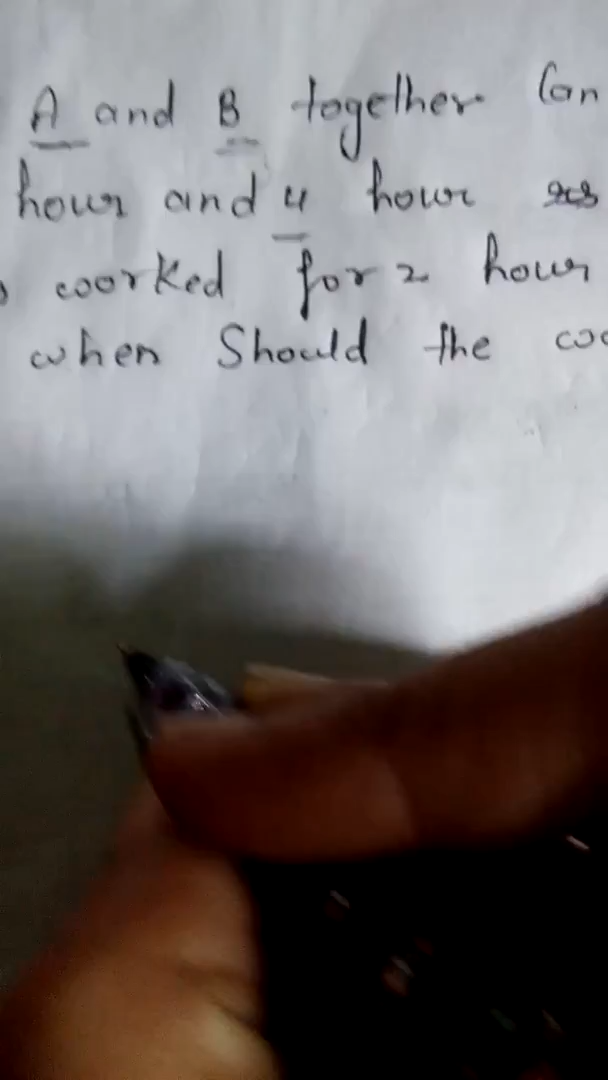 A and B together Can
hour and 4 hour
worked for 2 hour
when Should the